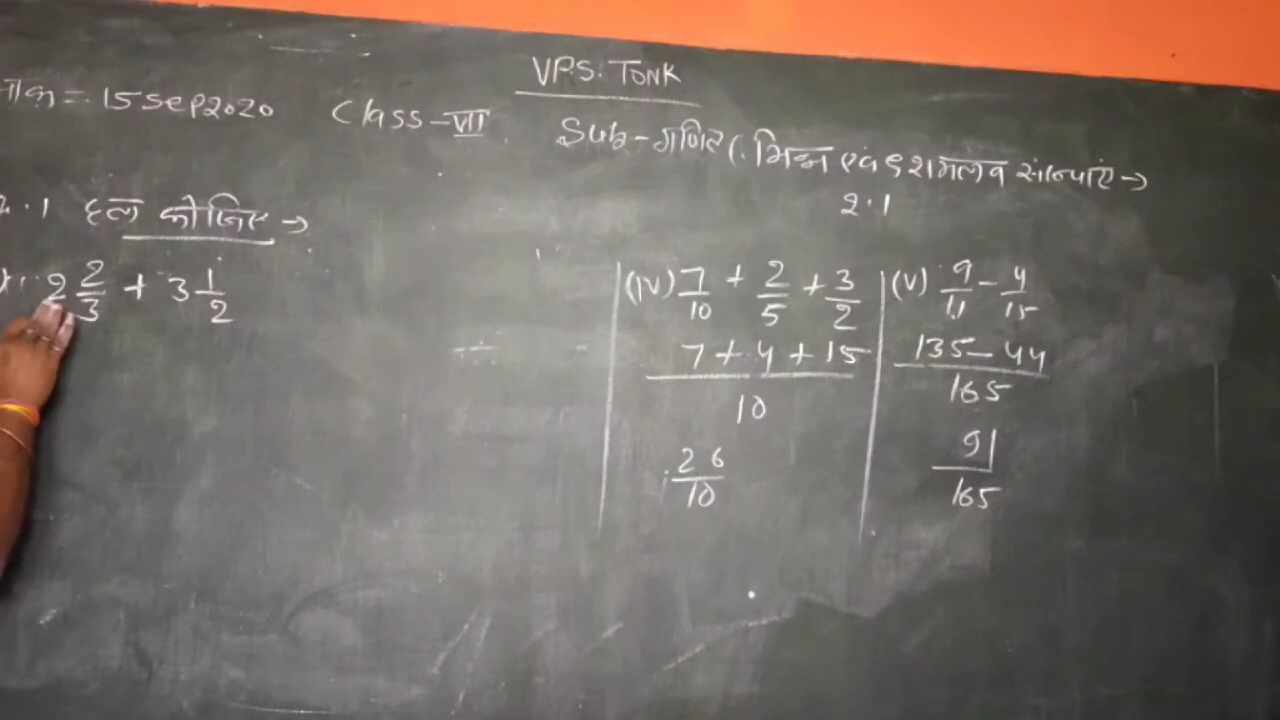 VPS: TONK
नाक =. 15 Sep 2020 Class - VII. Sub - गणित (. भिन्न एवं दशमलव संख्याएं →
2.1
.1 हल कीजिए →
2 2/3 + 3 1/2
(iv) 7/10 + 2/5 + 3/2
7 + 4 + 15
10
26/10
(v) 9/11 - 4/15
135 - 44
165
91
165